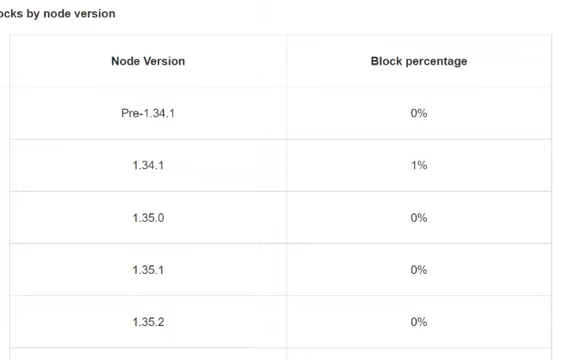 ocks by node version
Node Version Block percentage
Pre-1.34.1 0%
1.34.1 1%
1.35.0 0%
1.35.1 0%
1.35.2 0%